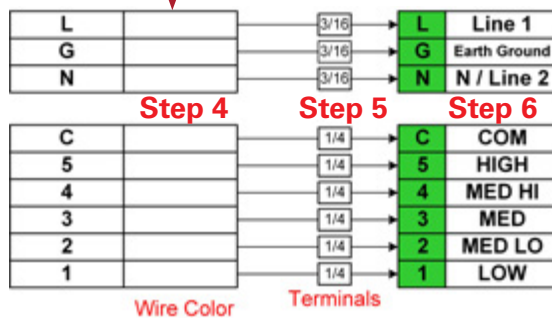 L 3/16 L Line 1
G 3/16 G Earth Ground
N 3/16 N N / Line 2
Step 4 Step 5 Step 6
C 1/4 C COM
5 1/4 5 HIGH
4 1/4 4 MED HI
3 1/4 3 MED
2 1/4 2 MED LO
1 1/4 1 LOW
Wire Color Terminals